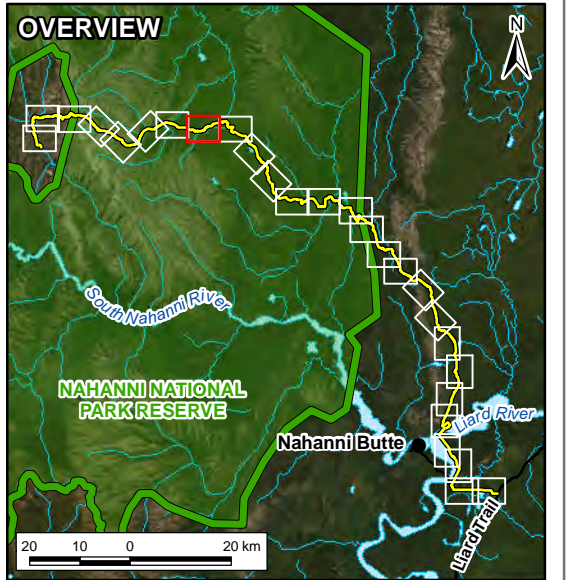 OVERVIEW
N
South Nahanni River
NAHANNI NATIONAL
PARK RESERVE
Liard River
Nahanni Butte
Liard Trail
20 10 0 20 km